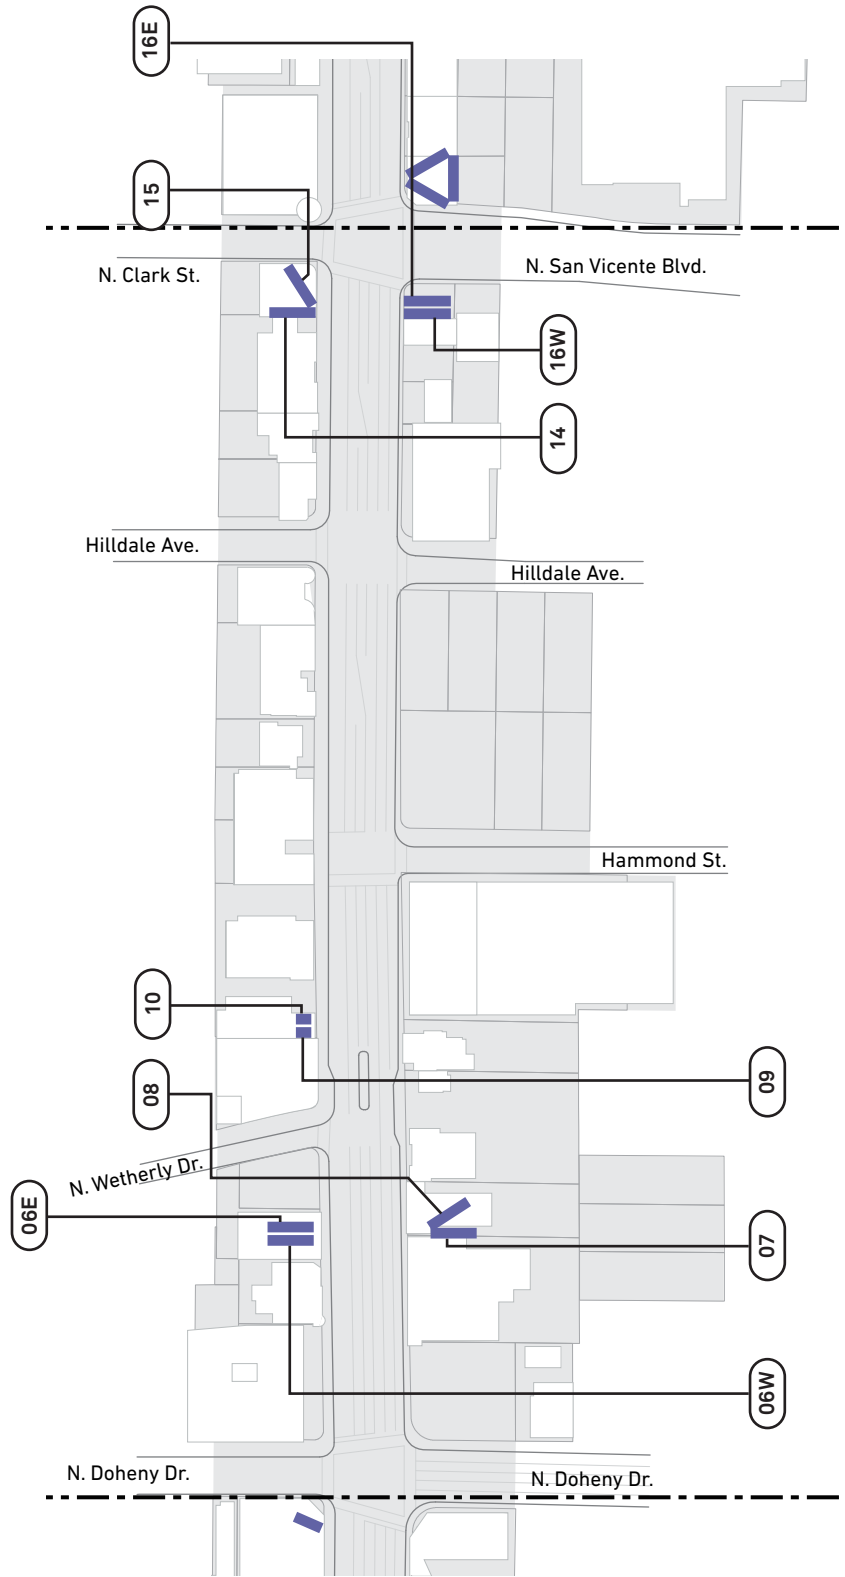 16E
15
N. Clark St.
N. San Vicente Blvd.
16W
14
Hilldale Ave.
Hilldale Ave.
Hammond St.
10
09
08
N. Wetherly Dr.
06E
07
06W
N. Doheny Dr.
N. Doheny Dr.